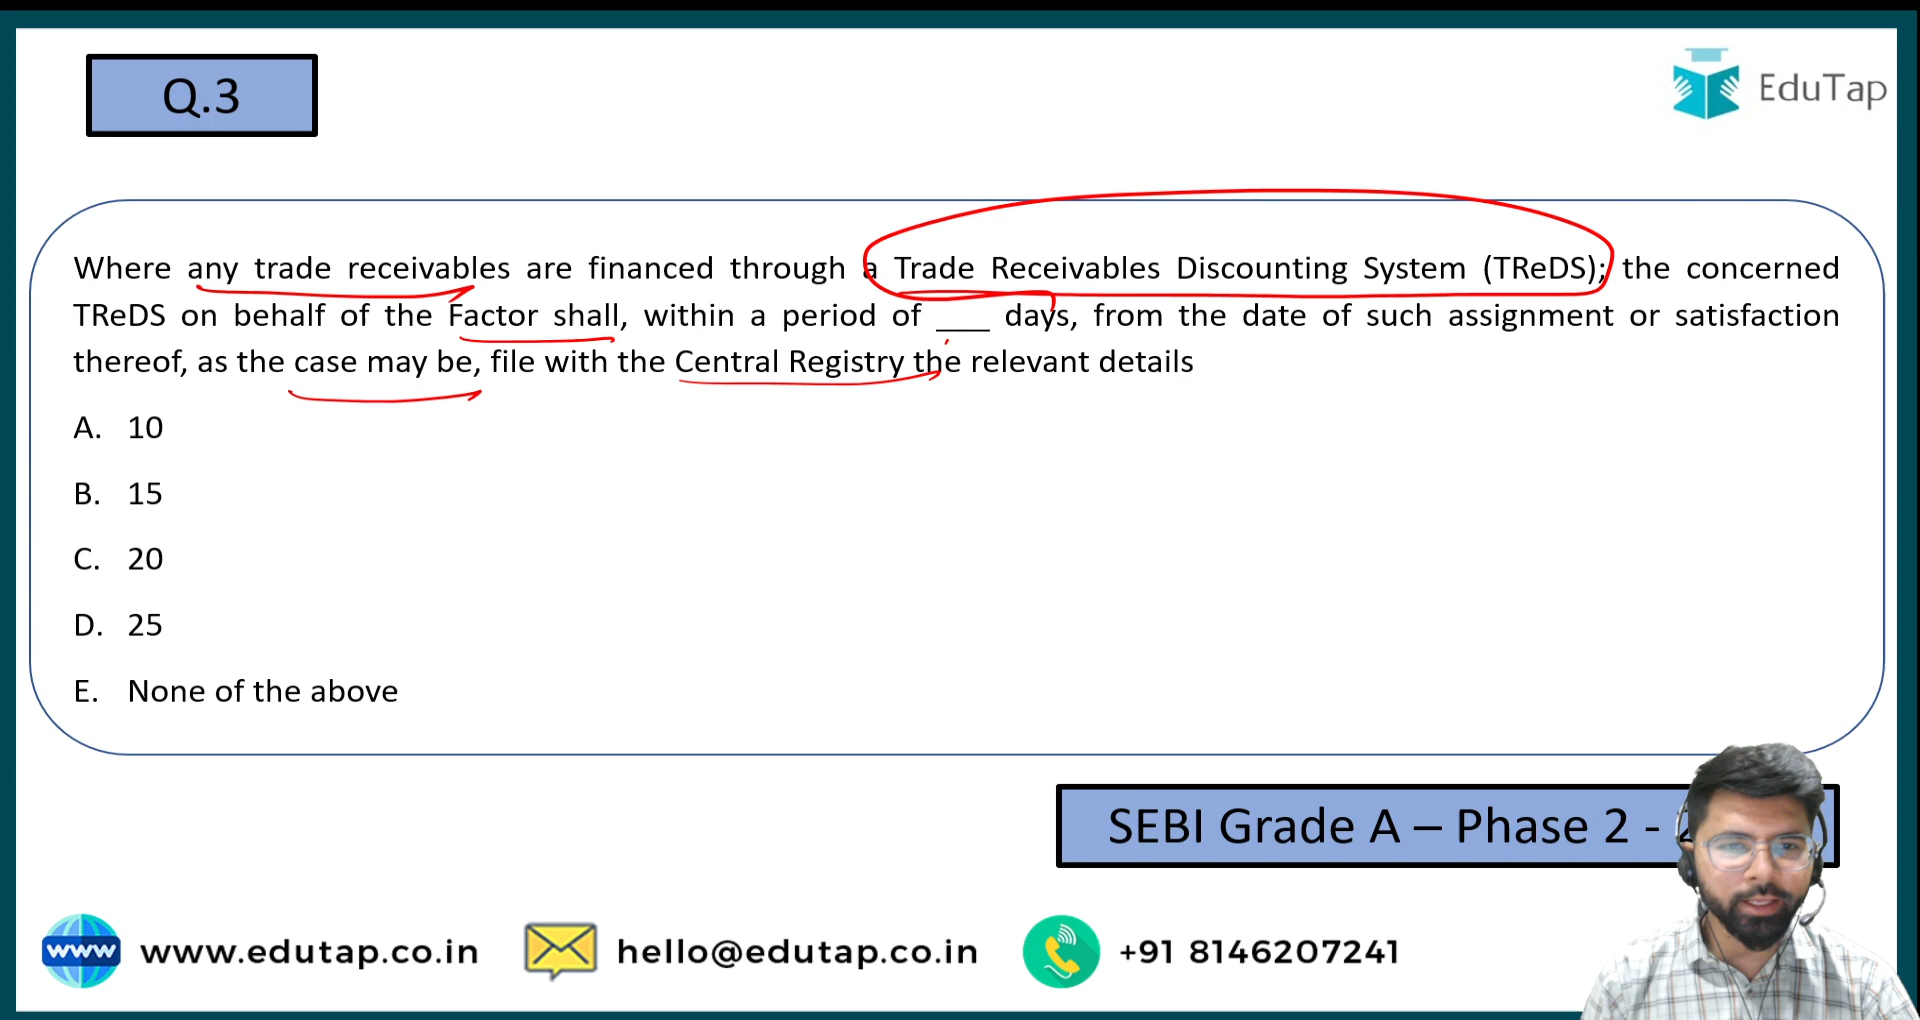 Q.3
EduTap
Where any trade receivables are financed through a Trade Receivables Discounting System (TReDS); the concerned
TReDS on behalf of the Factor shall, within a period of ___ days, from the date of such assignment or satisfaction
thereof, as the case may be, file with the Central Registry the relevant details
A. 10
B. 15
C. 20
D. 25
E. None of the above
SEBI Grade A – Phase 2 -
www www.edutap.co.in hello@edutap.co.in +91 8146207241